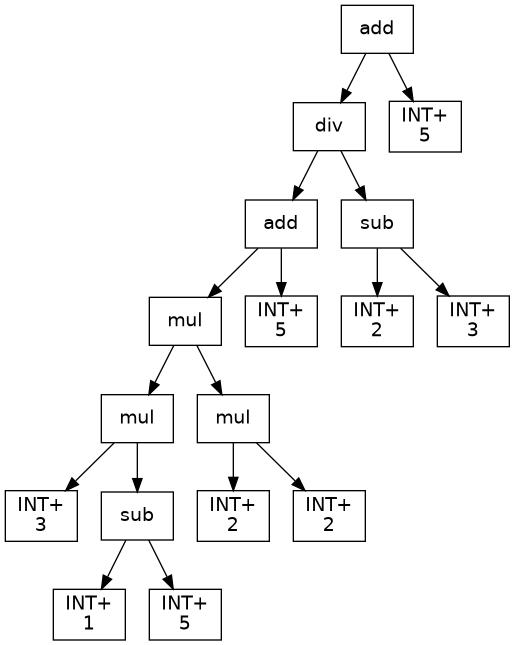 add
div
INT+
5
add
sub
mul
INT+
5
INT+
2
INT+
3
mul
mul
INT+
3
sub
INT+
2
INT+
2
INT+
1
INT+
5